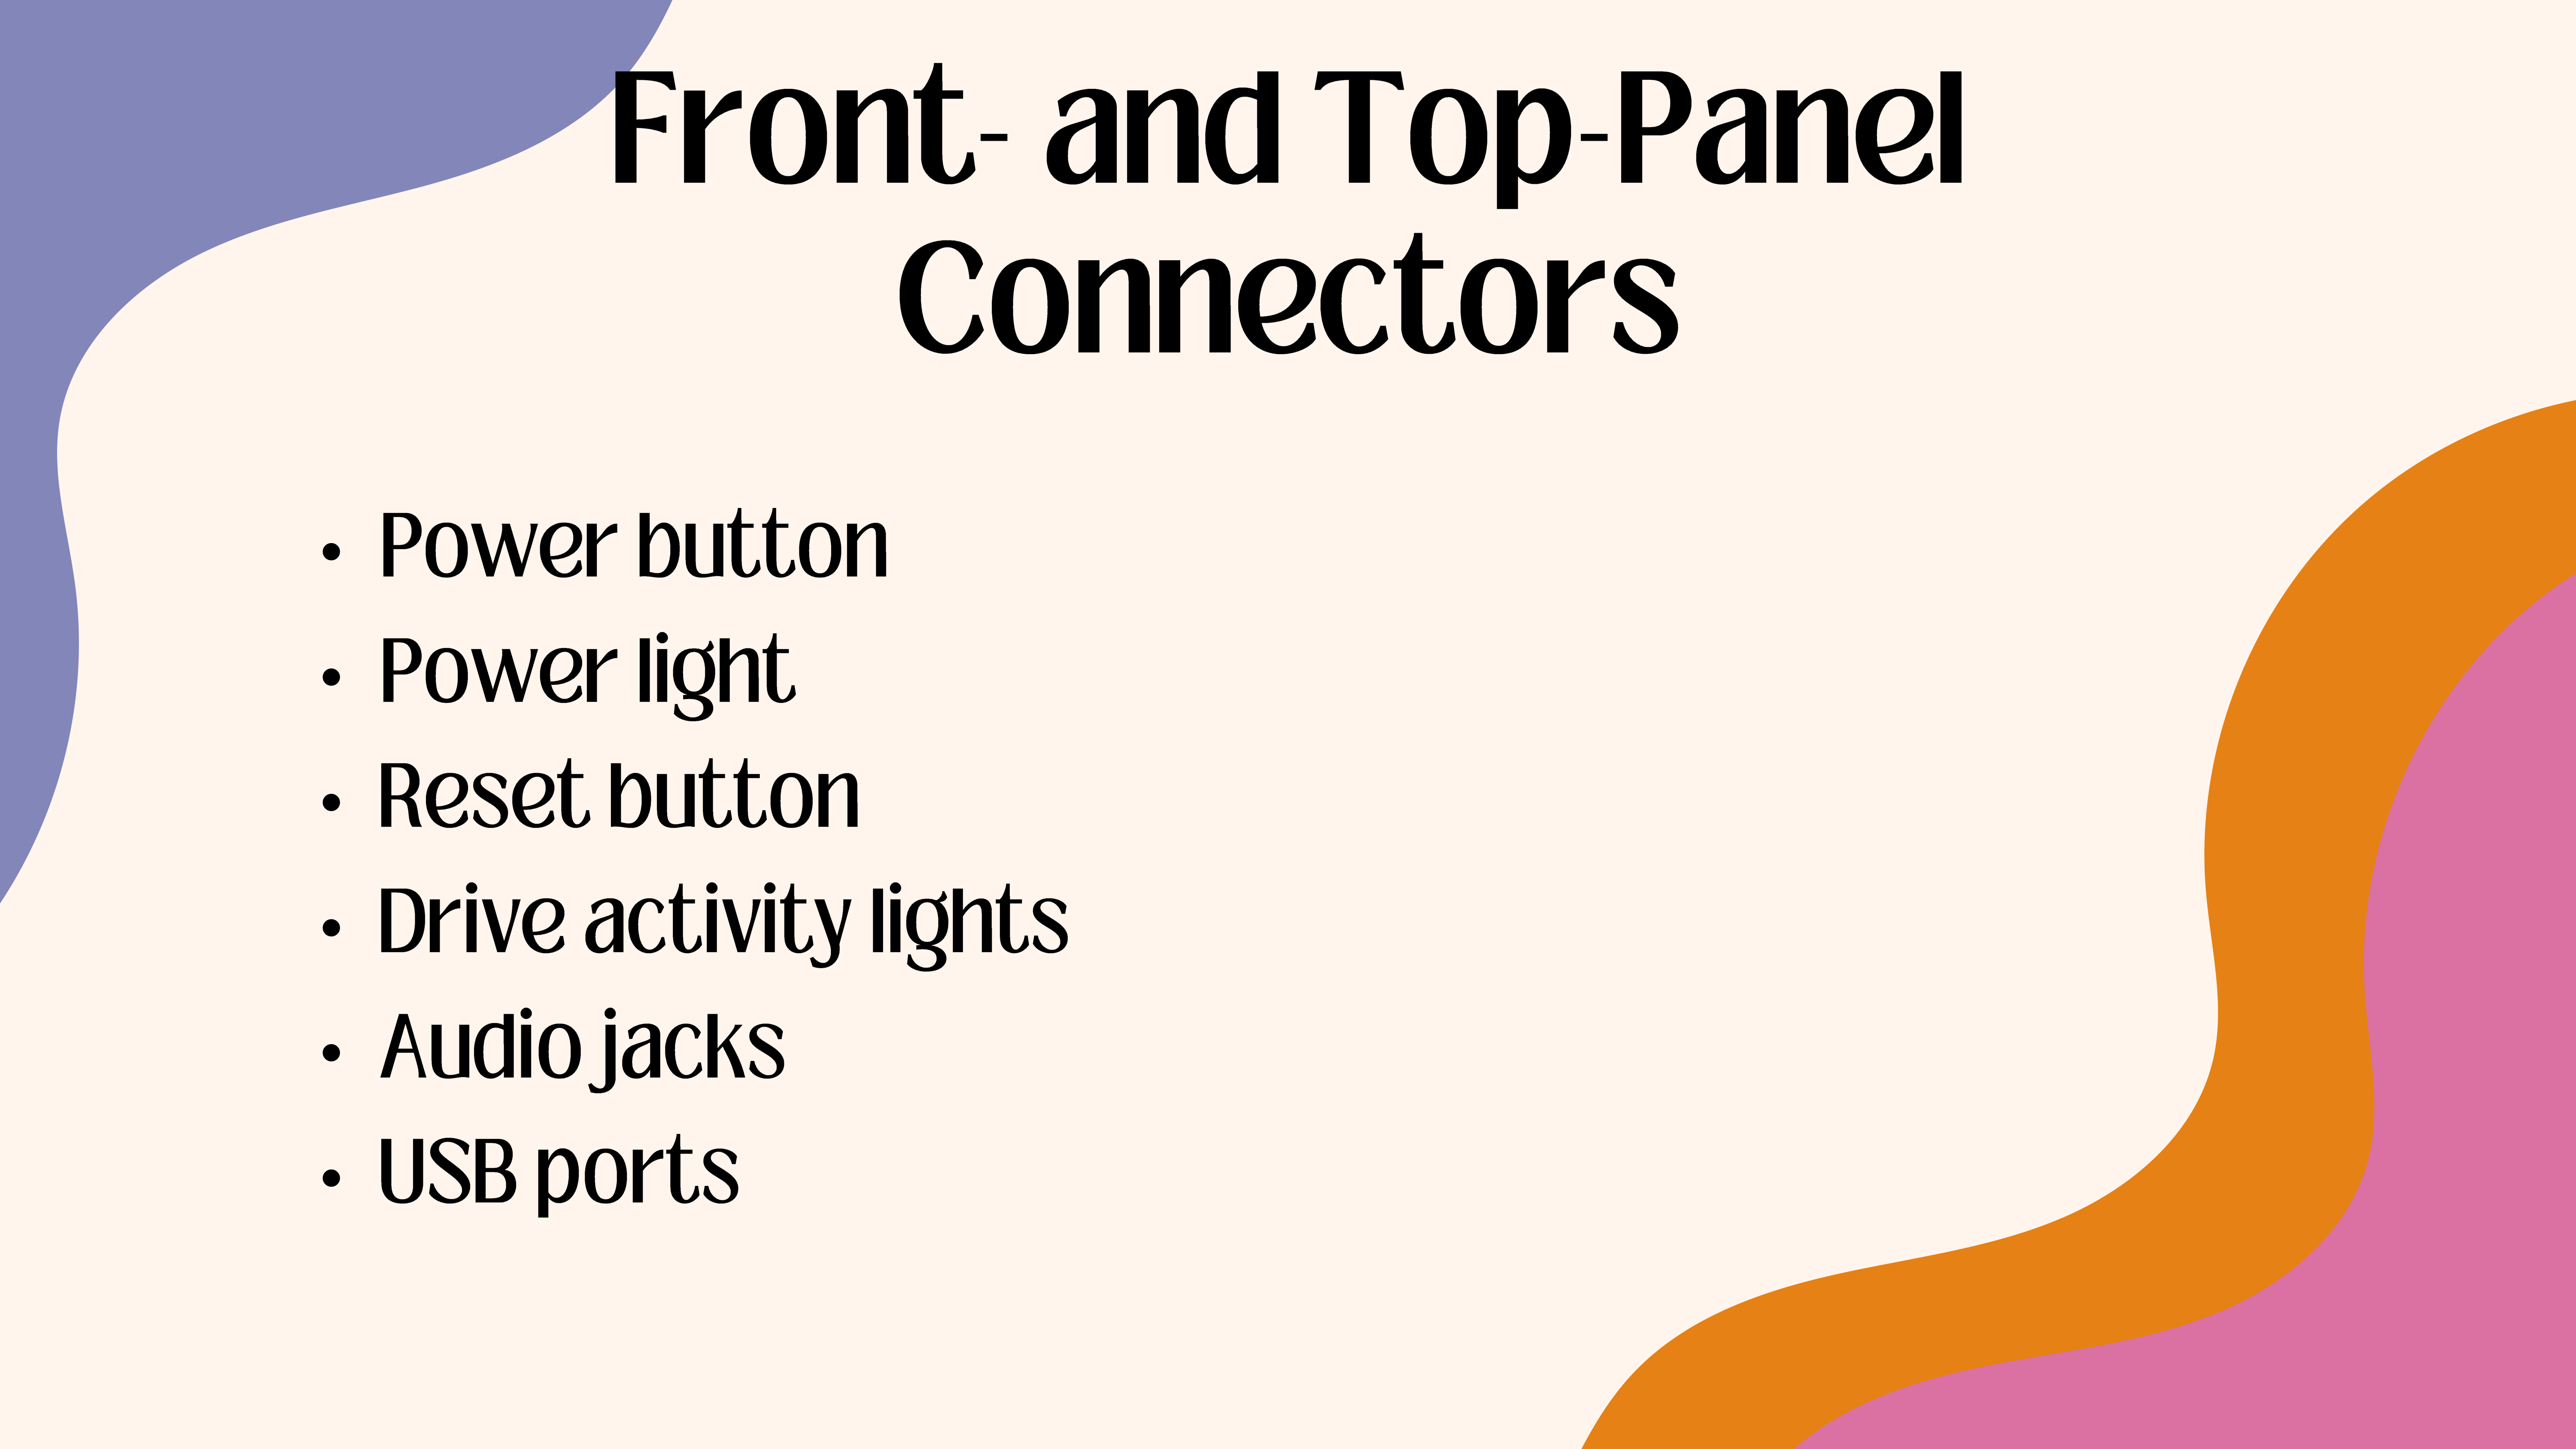 Front- and Top-Panel
Connectors
• Power button
• Power light
• Reset button
• Drive activity lights
• Audio jacks
• USB ports